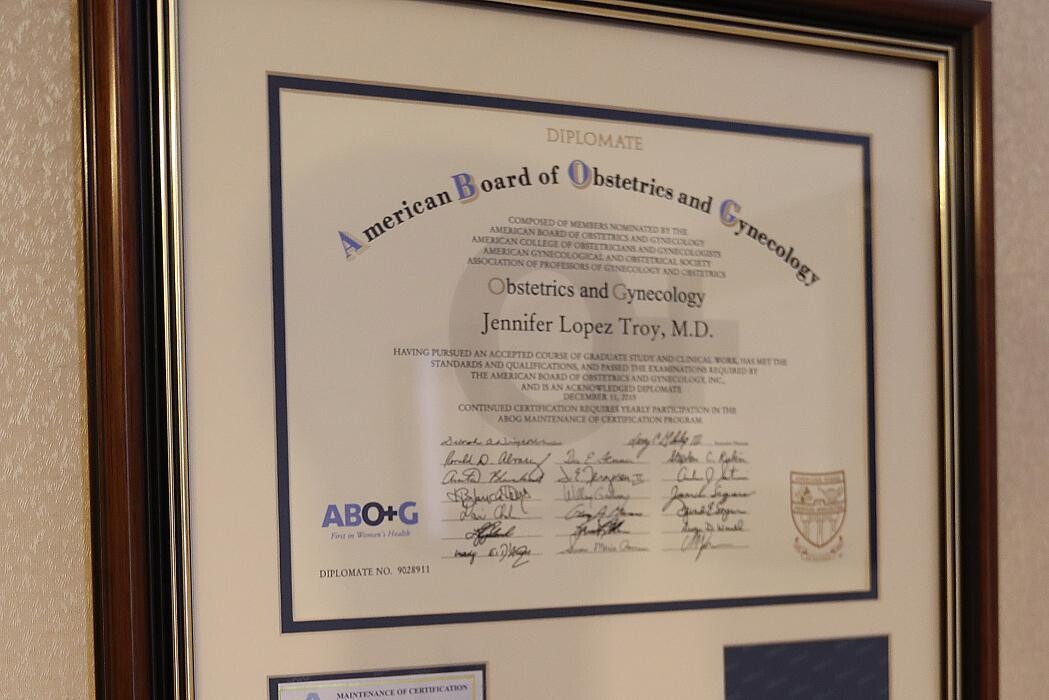 DIPLOMATE
American Board of Obstetrics and Gynecology
COMPOSED OF MEMBERS NOMINATED BY THE
AMERICAN BOARD OF OBSTETRICS AND GYNECOLOGY
AMERICAN COLLEGE OF OBSTETRICIANS AND GYNECOLOGISTS
AMERICAN GYNECOLOGICAL AND OBSTETRICAL SOCIETY
ASSOCIATION OF PROFESSORS OF GYNECOLOGY AND OBSTETRICS
Obstetrics and Gynecology
Jennifer Lopez Troy, M.D.
HAVING PURSUED AN ACCEPTED COURSE OF GRADUATE STUDY AND CLINICAL WORK, HAS MET THE
STANDARDS AND QUALIFICATIONS, AND PASSED THE EXAMINATIONS REQUIRED BY
THE AMERICAN BOARD OF OBSTETRICS AND GYNECOLOGY, INC.,
AND IS AN ACKNOWLEDGED DIPLOMATE
DECEMBER 11, 2015
CONTINUED CERTIFICATION REQUIRES YEARLY PARTICIPATION IN THE
ABOG MAINTENANCE OF CERTIFICATION PROGRAM.
ABO+G
First in Women's Health
DIPLOMATE NO. 9028911
MAINTENANCE OF CERTIFICATION